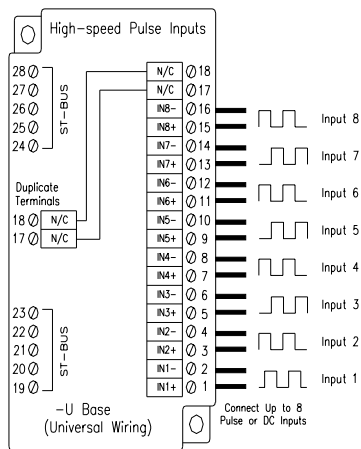 High-speed Pulse Inputs
28
27
26
25
24
ST-BUS
Duplicate
Terminals
18 N/C
17 N/C
23
22
21
20
19
ST-BUS
N/C 18
N/C 17
IN8- 16
IN8+ 15
IN7- 14
IN7+ 13
IN6- 12
IN6+ 11
IN5- 10
IN5+ 9
IN4- 8
IN4+ 7
IN3- 6
IN3+ 5
IN2- 4
IN2+ 3
IN1- 2
IN1+ 1
Input 8
Input 7
Input 6
Input 5
Input 4
Input 3
Input 2
Input 1
-U Base
(Universal Wiring)
Connect Up to 8
Pulse or DC Inputs